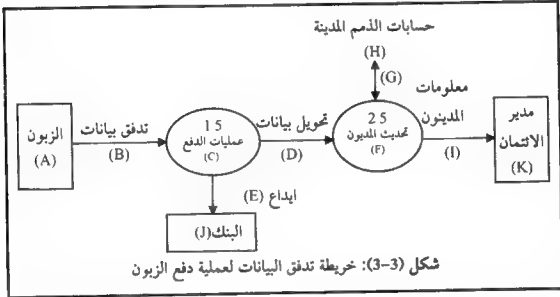 حسابات الذمم المدينة
(H)
(G)
معلومات
المدينون
(I)
الزبون
(A)
تدفق بيانات
(B)
1 5
عمليات الدفع
(C)
تحويل بيانات
(D)
2 5
تحديث المديون
(F)
مدير
الائتمان
(K)
ايداع (E)
البنك (J)
شكل (3-3): خريطة تدفق البيانات لعملية دفع الزبون